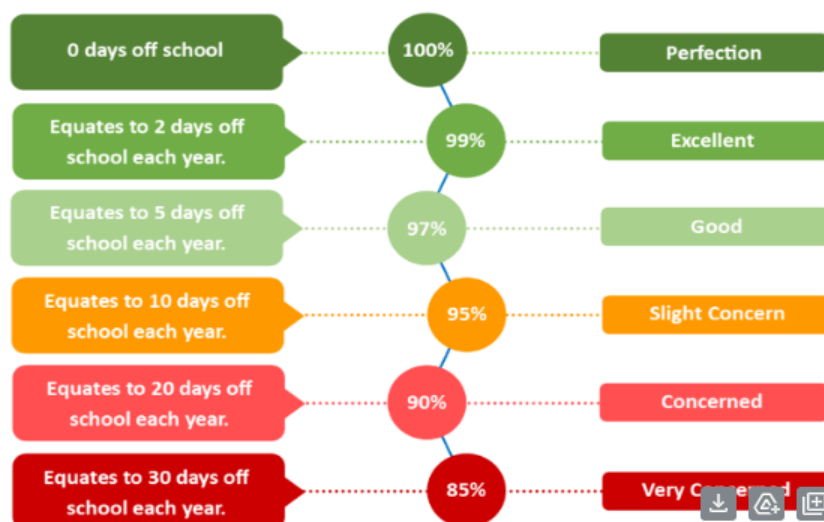 0 days off school
100%
Perfection
Equates to 2 days off
school each year.
99%
Excellent
Equates to 5 days off
school each year.
97%
Good
Equates to 10 days off
school each year.
95%
Slight Concern
Equates to 20 days off
school each year.
90%
Concerned
Equates to 30 days off
school each year.
85%
Very Concerned